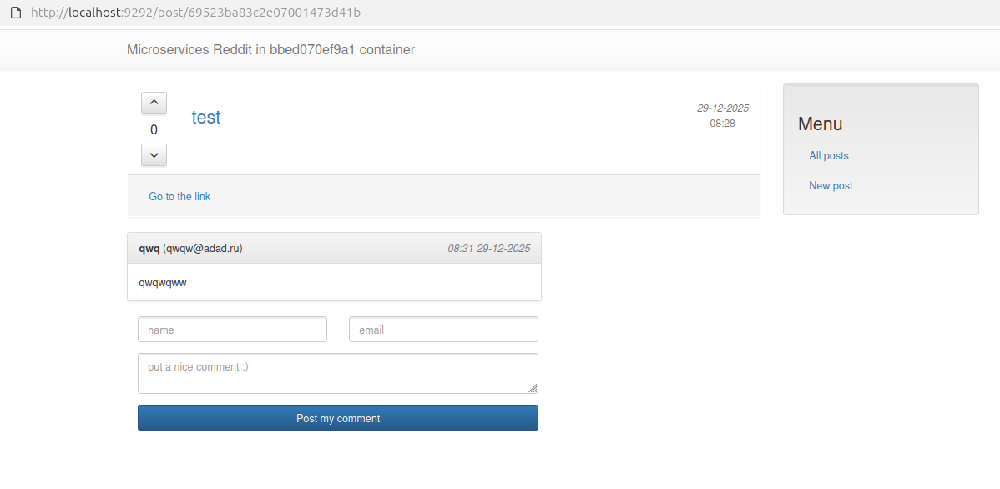 http://localhost:9292/post/69523ba83c2e07001473d41b
Microservices Reddit in bbed070ef9a1 container
0
test
29-12-2025
08:28
Go to the link
Menu
All posts
New post
qwq (qwqw@adad.ru) 08:31 29-12-2025
qwqwqww
name email
put a nice comment :)
Post my comment